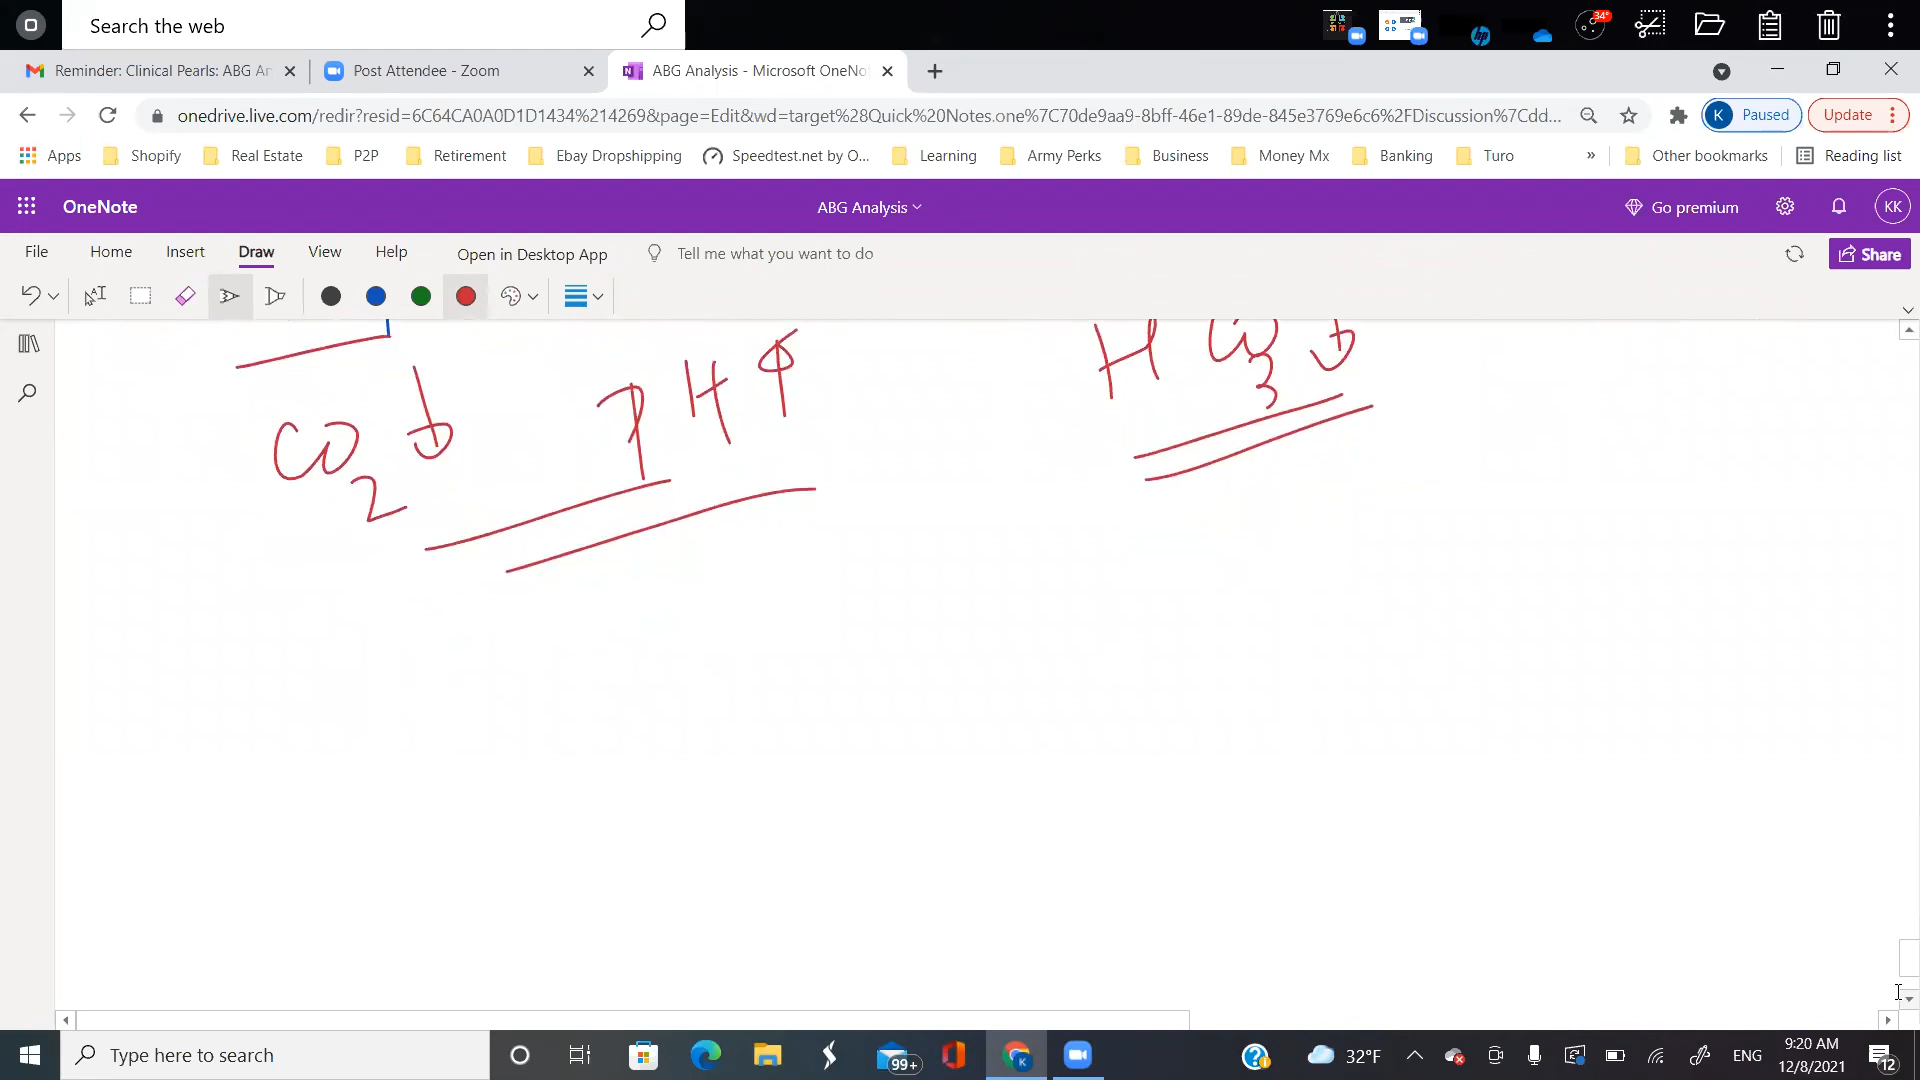 Search the web
34°
Reminder: Clinical Pearls: ABG Ar
Post Attendee - Zoom
ABG Analysis - Microsoft OneNo
onedrive.live.com/redir?resid=6C64CA0A0D1D1434%214269&page=Edit&wd=target%28Quick%20Notes.one%7C70de9aa9-8bff-46e1-89de-845e3769e6c6%2FDiscussion%7Cdd...
K Paused
Update
Apps Shopify Real Estate P2P Retirement Ebay Dropshipping Speedtest.net by O... Learning Army Perks Business Money Mx Banking Turo » Other bookmarks Reading list
OneNote
ABG Analysis
Go premium
KK
File Home Insert Draw View Help Open in Desktop App Tell me what you want to do
Share
H CO3 ↓
CO2 ↓ PH ↑
Type here to search
99+
32°F
ENG
9:20 AM
12/8/2021
12